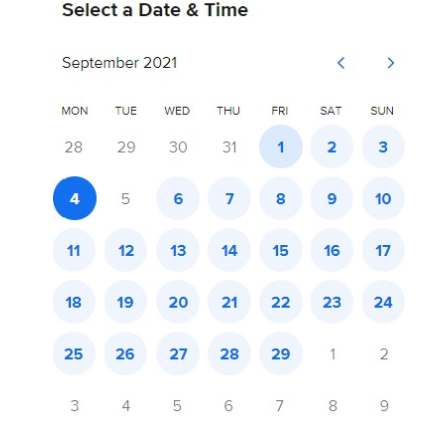 Select a Date & Time
September 2021
MON TUE WED THU FRI SAT SUN
28 29 30 31 1 2 3
4 5 6 7 8 9 10
11 12 13 14 15 16 17
18 19 20 21 22 23 24
25 26 27 28 29 1 2
3 4 5 6 7 8 9